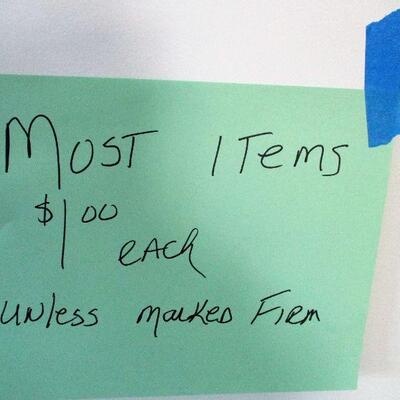 MOST ITems
$1 00
eACh
UNless marked Firm